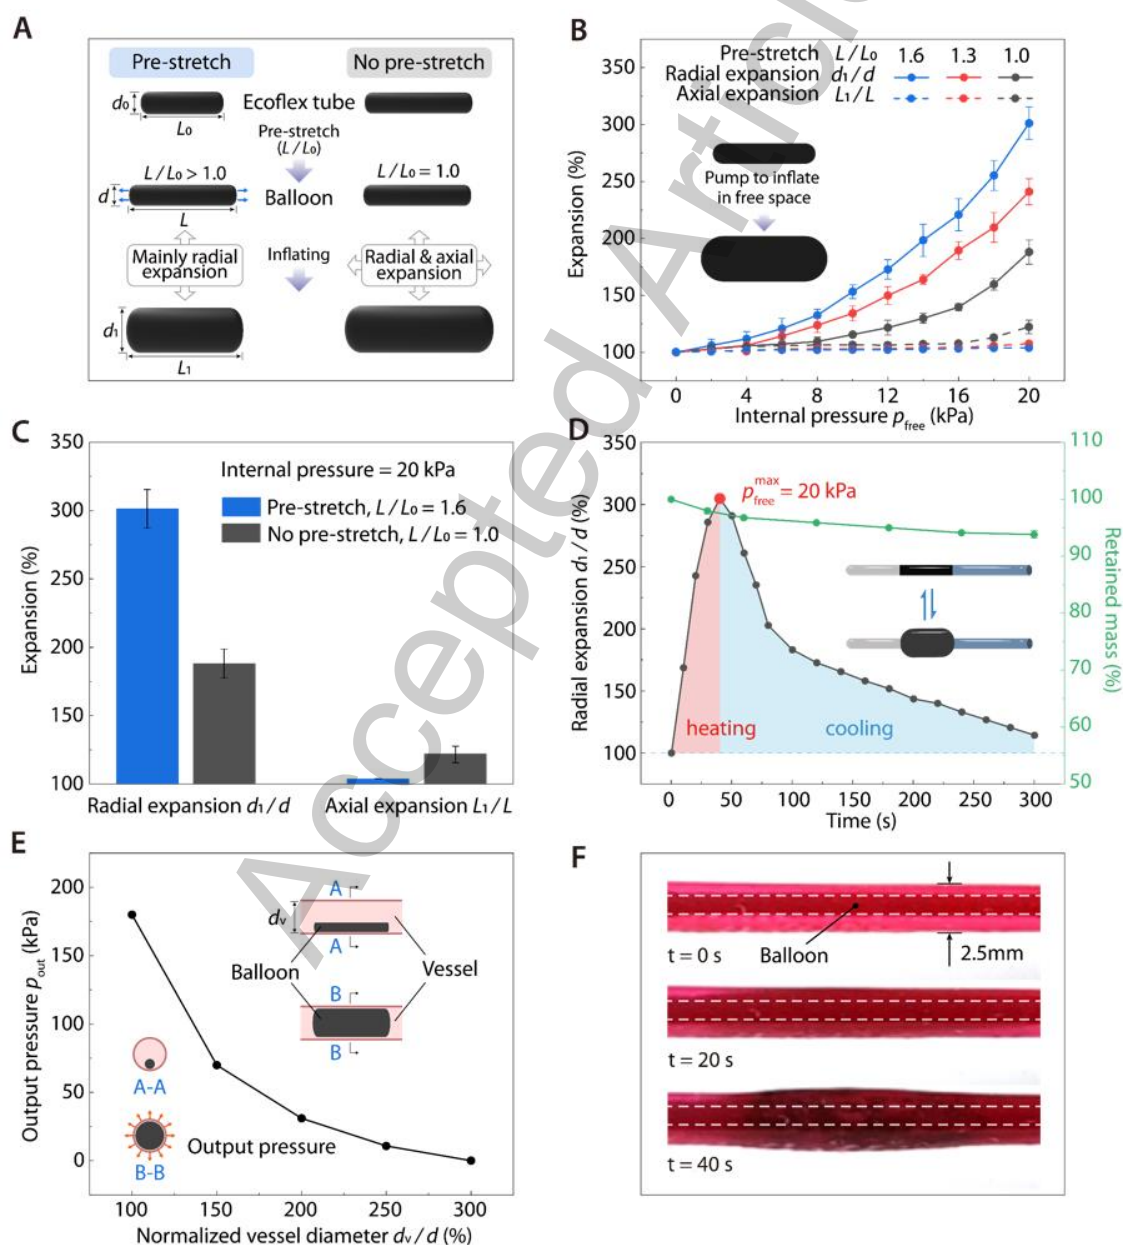 A
Pre-stretch
No pre-stretch
d₀
Ecoflex tube
L₀
Pre-stretch
(L / L₀)
L / L₀ > 1.0
L / L₀ = 1.0
d
Balloon
L
Mainly radial
expansion
Inflating
Radial & axial
expansion
d₁
L₁
B
Pre-stretch L / L₀ 1.6 1.3 1.0
Radial expansion d₁ / d
Axial expansion L₁ / L
Pump to inflate
in free space
Expansion (%)
350
300
250
200
150
100
0 4 8 12 16 20
Internal pressure p_free (kPa)
C
Internal pressure = 20 kPa
Pre-stretch, L / L₀ = 1.6
No pre-stretch, L / L₀ = 1.0
Expansion (%)
350
300
250
200
150
100
Radial expansion d₁ / d Axial expansion L₁ / L
D
p_free^max = 20 kPa
heating
cooling
Radial expansion d₁ / d (%)
350
300
250
200
150
100
Retained mass (%)
110
100
90
80
70
60
50
0 50 100 150 200 250 300
Time (s)
E
A
dᵥ
A
Balloon
Vessel
B
B
A-A
B-B
Output pressure
Output pressure p_out (kPa)
200
150
100
50
0
100 150 200 250 300
Normalized vessel diameter dᵥ / d (%)
F
t = 0 s
Balloon
2.5mm
t = 20 s
t = 40 s
Accepted Artic